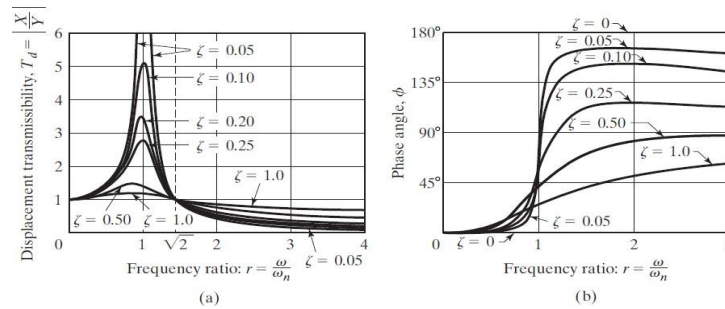 Displacement transmissibility, T_d = |X/Y|
6
5
4
3
2
1
0
ζ = 0.05
ζ = 0.10
ζ = 0.20
ζ = 0.25
ζ = 1.0
ζ = 0.50
ζ = 1.0
ζ = 0.05
0 1 √2 2 3 4
Frequency ratio: r = ω/ω_n
(a)
Phase angle, ϕ
180°
135°
90°
45°
0
ζ = 0
ζ = 0.05
ζ = 0.10
ζ = 0.25
ζ = 0.50
ζ = 1.0
ζ = 0.05
ζ = 0
0 1 2
Frequency ratio: r = ω/ω_n
(b)